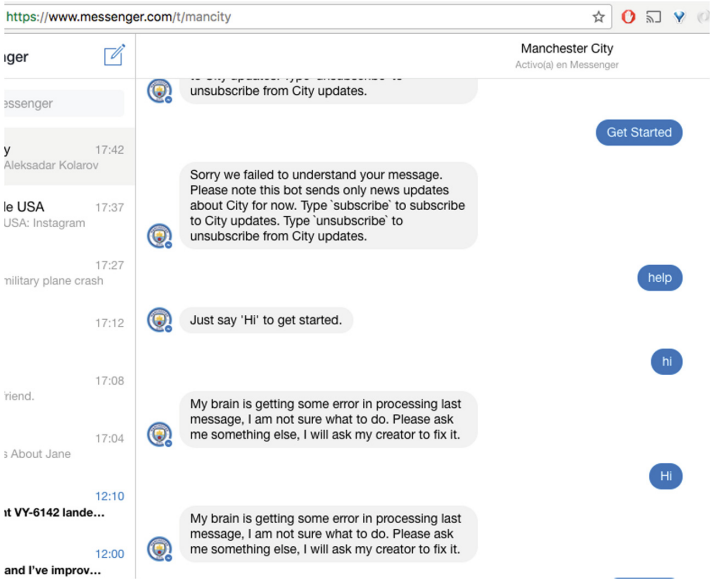 https://www.messenger.com/t/mancity
nger
Manchester City
Activo(a) en Messenger
essenger
y 17:42
Aleksadar Kolarov
le USA 17:37
USA: Instagram
17:27
military plane crash
17:12
17:08
riend.
17:04
s About Jane
12:10
nt VY-6142 lande...
12:00
and I've improv...
to City updates. Type `unsubscribe` to
unsubscribe from City updates.
Get Started
Sorry we failed to understand your message.
Please note this bot sends only news updates
about City for now. Type `subscribe` to subscribe
to City updates. Type `unsubscribe` to
unsubscribe from City updates.
help
Just say 'Hi' to get started.
hi
My brain is getting some error in processing last
message, I am not sure what to do. Please ask
me something else, I will ask my creator to fix it.
Hi
My brain is getting some error in processing last
message, I am not sure what to do. Please ask
me something else, I will ask my creator to fix it.